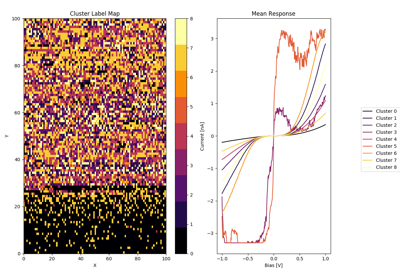 Cluster Label Map
100
80
60
40
20
0
0
20
40
60
80
100
x
y
8
7
6
5
4
3
2
1
0
Mean Response
Current [nA]
3
2
1
0
−1
−2
−3
−1.0
−0.5
0.0
0.5
1.0
Bias [V]
Cluster 0
Cluster 1
Cluster 2
Cluster 3
Cluster 4
Cluster 5
Cluster 6
Cluster 7
Cluster 8